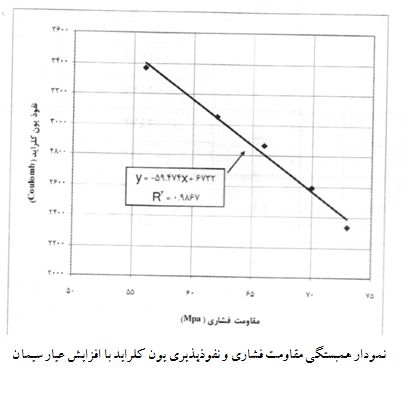 ۳۶۰۰
۳۴۰۰
۳۲۰۰
۳۰۰۰
۲۸۰۰
۲۶۰۰
۲۴۰۰
۲۲۰۰
۲۰۰۰
نفوذ یون کلراید (Coulomb)
y = -۵۹.۴۷۴x + ۶۷۳۲
R² = ۰.۹۸۶۷
۵۰ ۵۵ ۶۰ ۶۵ ۷۰ ۷۵
مقاومت فشاری (Mpa)
نمودار همبستگی مقاومت فشاری و نفوذپذیری یون کلراید با افزایش عیار سیمان